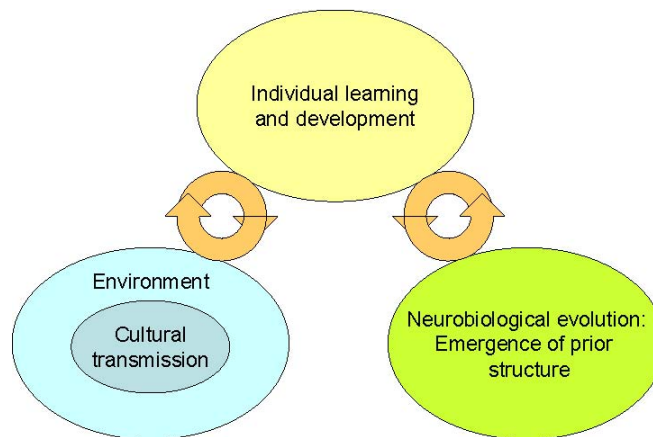 Individual learning
and development
Environment
Cultural
transmission
Neurobiological evolution:
Emergence of prior
structure